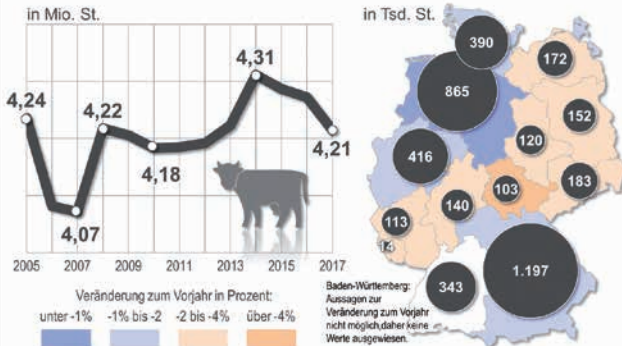 in Mio. St.
4,24
4,07
4,22
4,18
4,31
4,21
2005 2007 2009 2011 2013 2015 2017
Veränderung zum Vorjahr in Prozent:
unter -1% -1% bis -2 -2 bis -4% über -4%
in Tsd. St.
390
172
865
152
120
416
183
103
140
113
14
343
1.197
Baden-Württemberg:
Aussagen zur
Veränderung zum Vorjahr
nicht möglich,daher keine
Werte ausgewiesen.